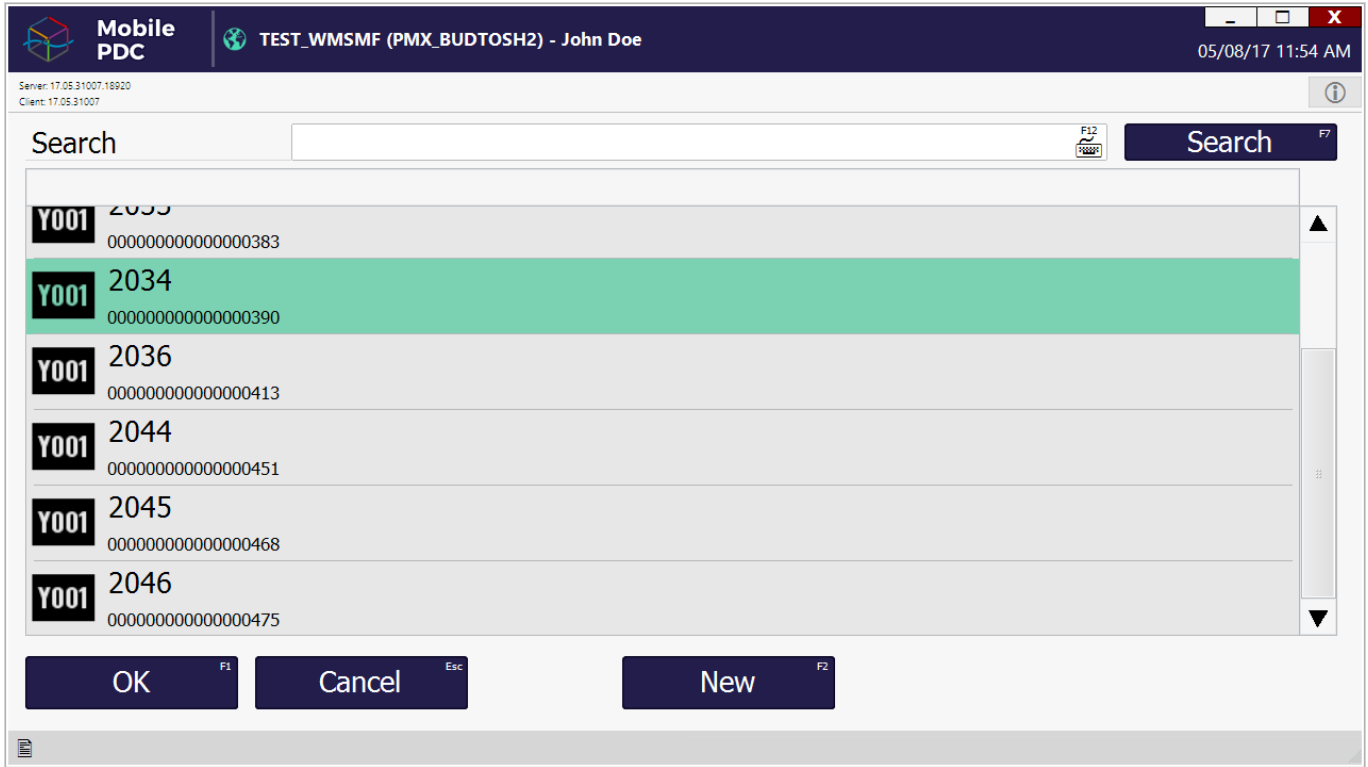 Mobile
PDC
TEST_WMSMF (PMX_BUDTOSH2) - John Doe
X
05/08/17 11:54 AM
Server: 17.05.31007.18920
Client: 17.05.31007
Search
F12
Search F7
Y001
000000000000000383
Y001
2034
000000000000000390
Y001
2036
000000000000000413
Y001
2044
000000000000000451
Y001
2045
000000000000000468
Y001
2046
000000000000000475
OK F1
Cancel Esc
New F2